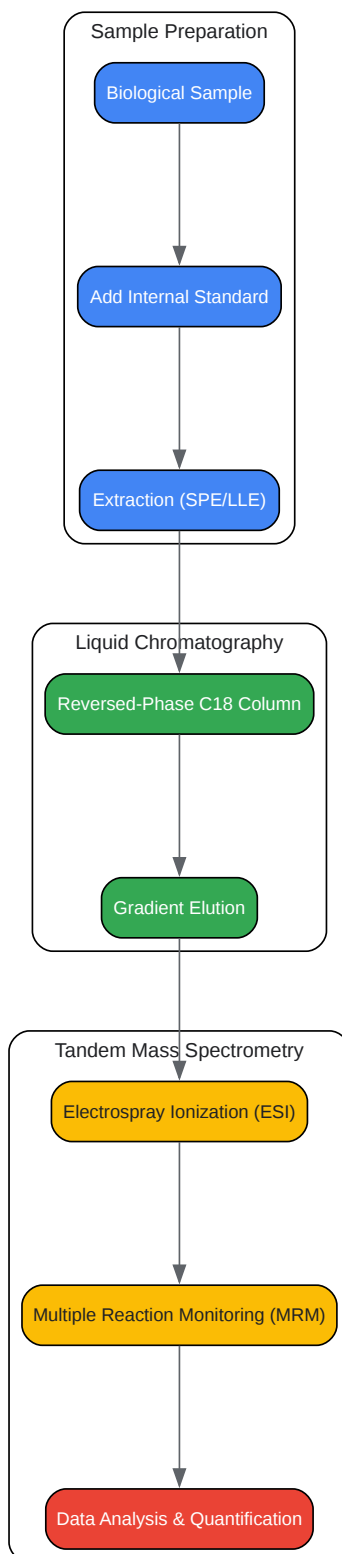 Sample Preparation
Biological Sample
Add Internal Standard
Extraction (SPE/LLE)
Liquid Chromatography
Reversed-Phase C18 Column
Gradient Elution
Tandem Mass Spectrometry
Electrospray Ionization (ESI)
Multiple Reaction Monitoring (MRM)
Data Analysis & Quantification